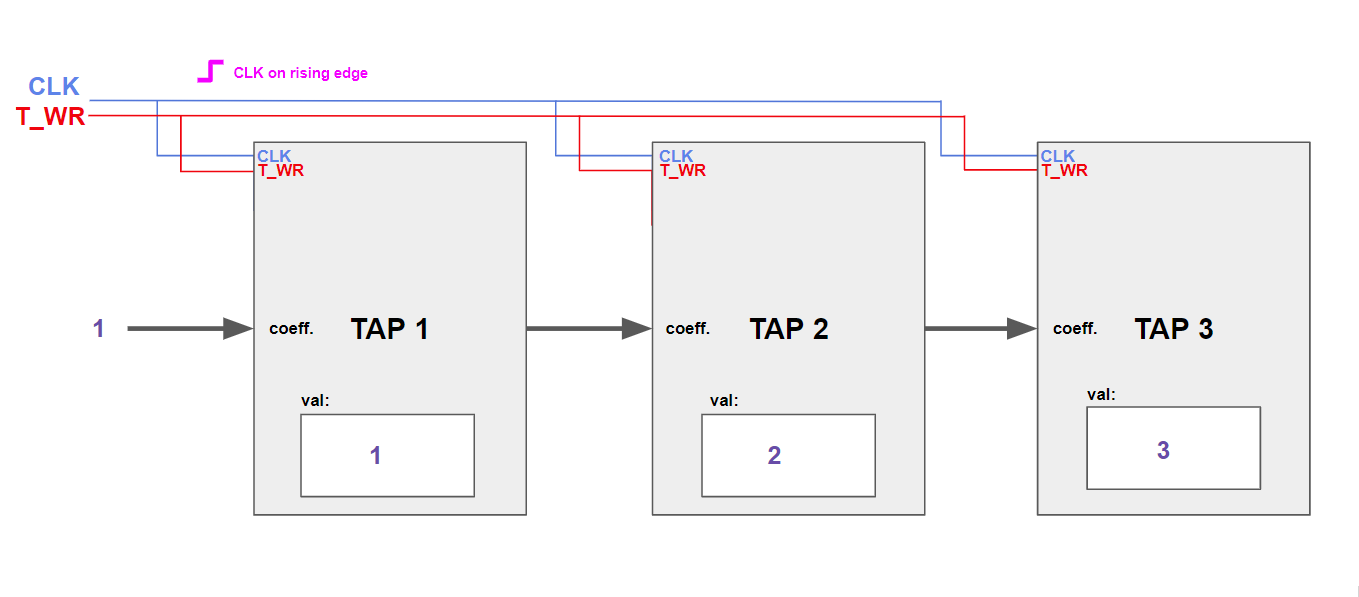 CLK on rising edge
CLK
T_WR
CLK
T_WR
CLK
T_WR
CLK
T_WR
1
coeff.
TAP 1
coeff.
TAP 2
coeff.
TAP 3
val:
val:
val:
1
2
3